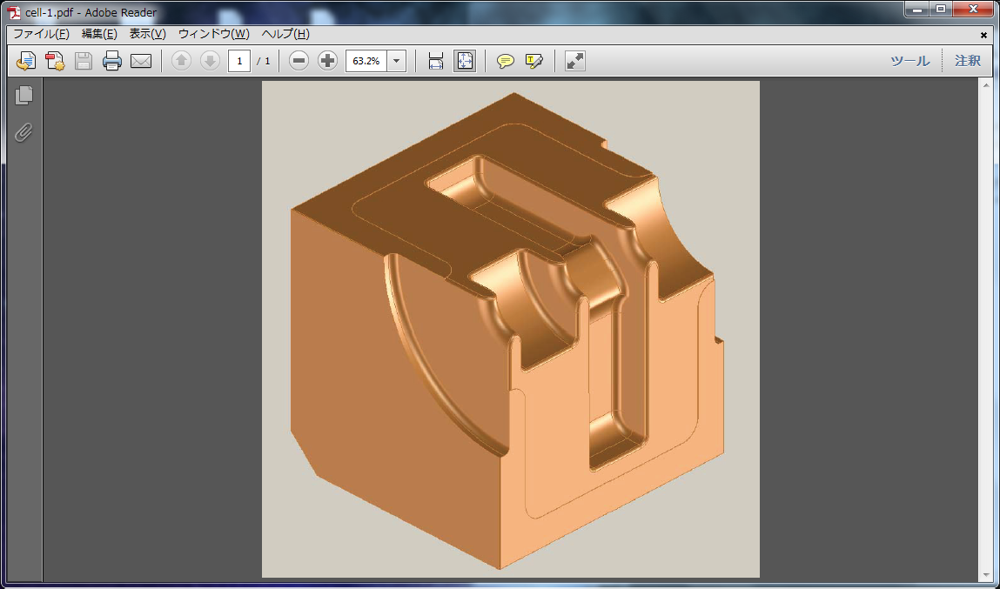 cell-1.pdf - Adobe Reader
ファイル(F) 編集(E) 表示(V) ウィンドウ(W) ヘルプ(H)
1 / 1 63.2% T ツール 注釈